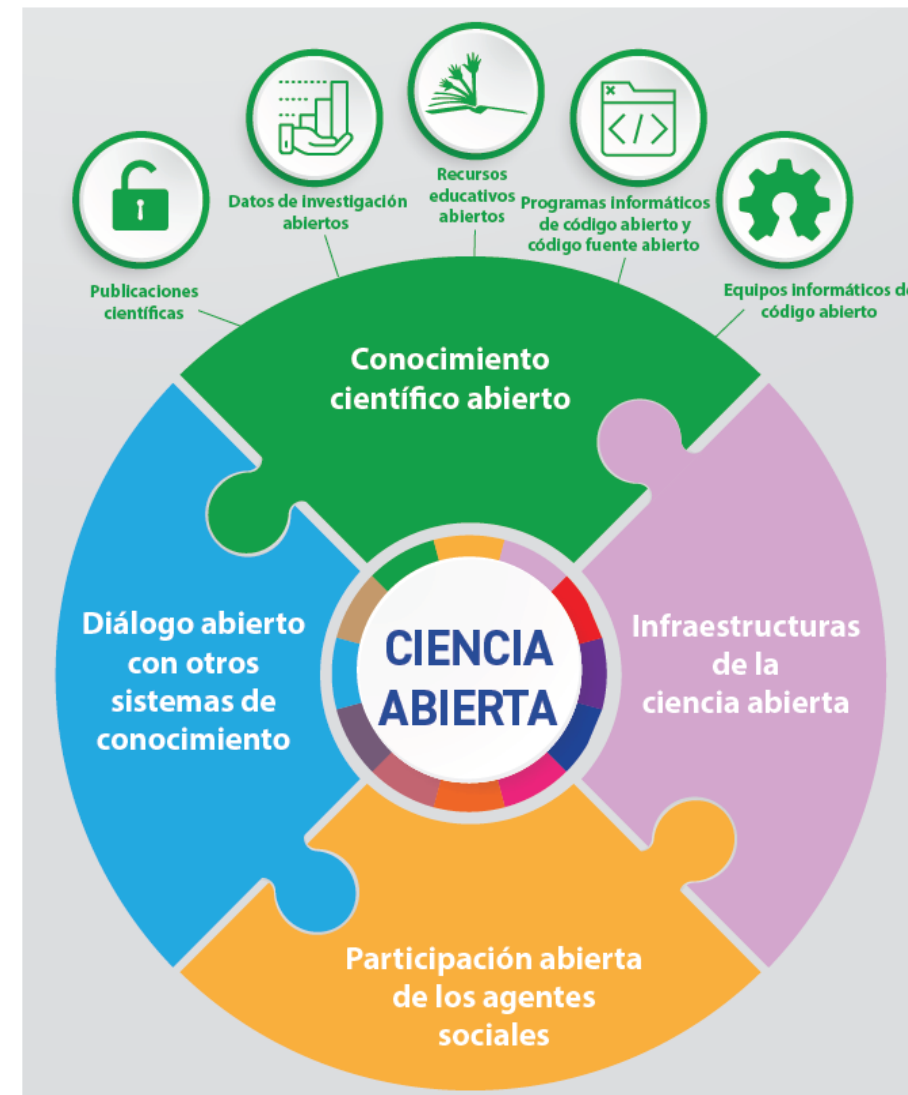 Publicaciones
científicas
Datos de investigación
abiertos
Recursos
educativos
abiertos
Programas informáticos
de código abierto y
código fuente abierto
Equipos informáticos de
código abierto
Conocimiento
científico abierto
Diálogo abierto
con otros
sistemas de
conocimiento
CIENCIA
ABIERTA
Infraestructuras
de la
ciencia abierta
Participación abierta
de los agentes
sociales